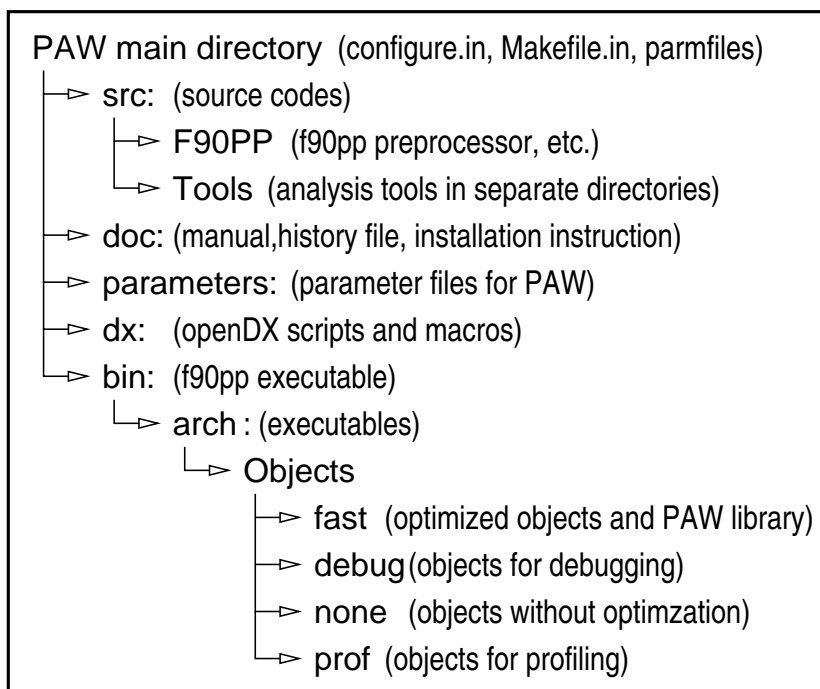 PAW main directory (configure.in, Makefile.in, parmfiles)
src: (source codes)
F90PP (f90pp preprocessor, etc.)
Tools (analysis tools in separate directories)
doc: (manual,history file, installation instruction)
parameters: (parameter files for PAW)
dx: (openDX scripts and macros)
bin: (f90pp executable)
arch : (executables)
Objects
fast (optimized objects and PAW library)
debug(objects for debugging)
none (objects without optimzation)
prof (objects for profiling)